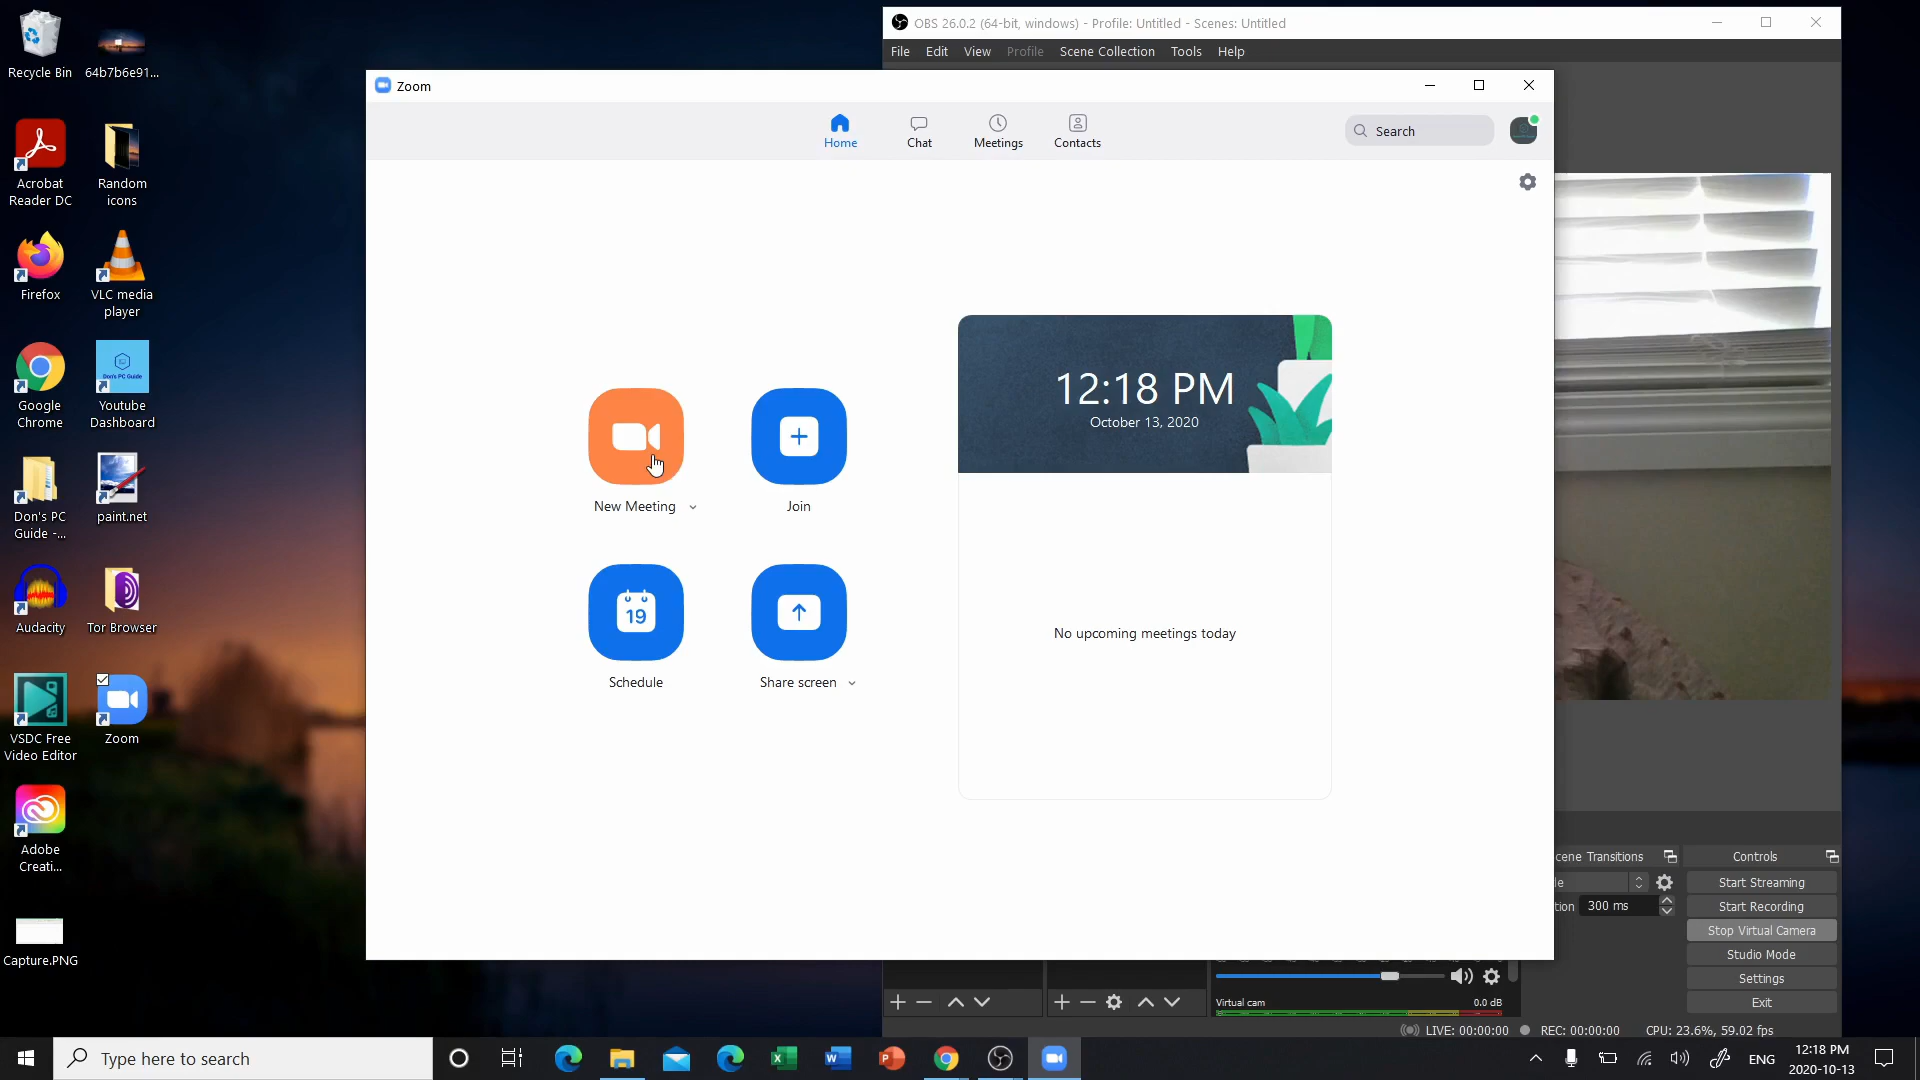 Recycle Bin
64b7b6e91...
Acrobat
Reader DC
Random
icons
Firefox
VLC media
player
Google
Chrome
Don's PC Guide
Youtube
Dashboard
Don's PC
Guide -...
paint.net
Audacity
Tor Browser
VSDC Free
Video Editor
Zoom
Adobe
Creati...
Capture.PNG
OBS 26.0.2 (64-bit, windows) - Profile: Untitled - Scenes: Untitled
File Edit View Profile Scene Collection Tools Help
Zoom
Home
Chat
Meetings
Contacts
Search
New Meeting
Join
19
Schedule
Share screen
12:18 PM
October 13, 2020
No upcoming meetings today
cene Transitions
Controls
de
tion 300 ms
Start Streaming
Start Recording
Stop Virtual Camera
Studio Mode
Settings
Exit
Virtual cam 0.0 dB
LIVE: 00:00:00 REC: 00:00:00 CPU: 23.6%, 59.02 fps
Type here to search
ENG
12:18 PM
2020-10-13